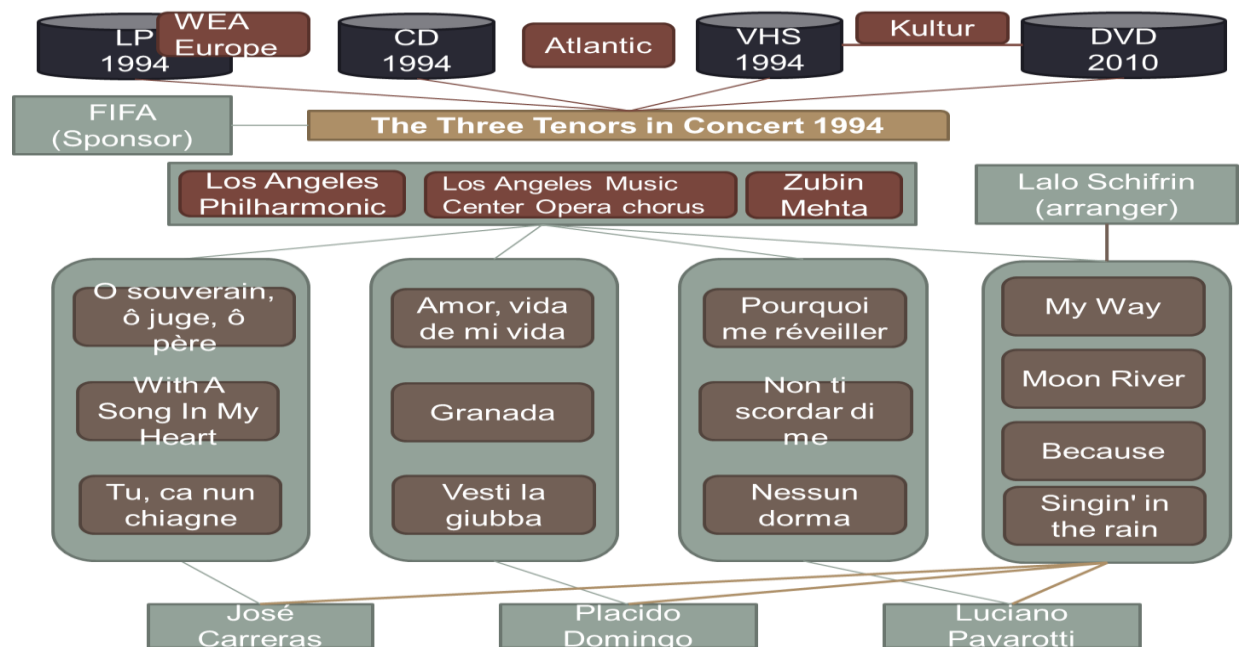 LP
1994
WEA
Europe
CD
1994
Atlantic
VHS
1994
Kultur
DVD
2010
FIFA
(Sponsor)
The Three Tenors in Concert 1994
Los Angeles
Philharmonic
Los Angeles Music
Center Opera chorus
Zubin
Mehta
Lalo Schifrin
(arranger)
O souverain,
ô juge, ô
père
With A
Song In My
Heart
Tu, ca nun
chiagne
Amor, vida
de mi vida
Granada
Vesti la
giubba
Pourquoi
me réveiller
Non ti
scordar di
me
Nessun
dorma
My Way
Moon River
Because
Singin' in
the rain
José
Carreras
Placido
Domingo
Luciano
Pavarotti